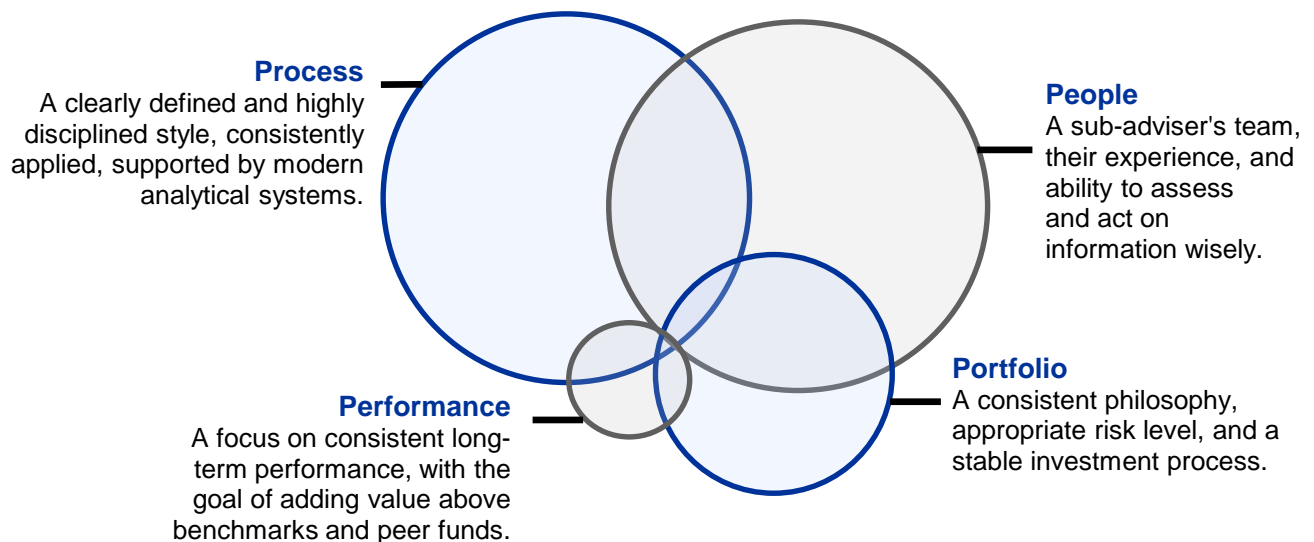 Process
A clearly defined and highly
disciplined style, consistently
applied, supported by modern
analytical systems.
People
A sub-adviser's team,
their experience, and
ability to assess
and act on
information wisely.
Performance
A focus on consistent long-
term performance, with the
goal of adding value above
benchmarks and peer funds.
Portfolio
A consistent philosophy,
appropriate risk level, and a
stable investment process.